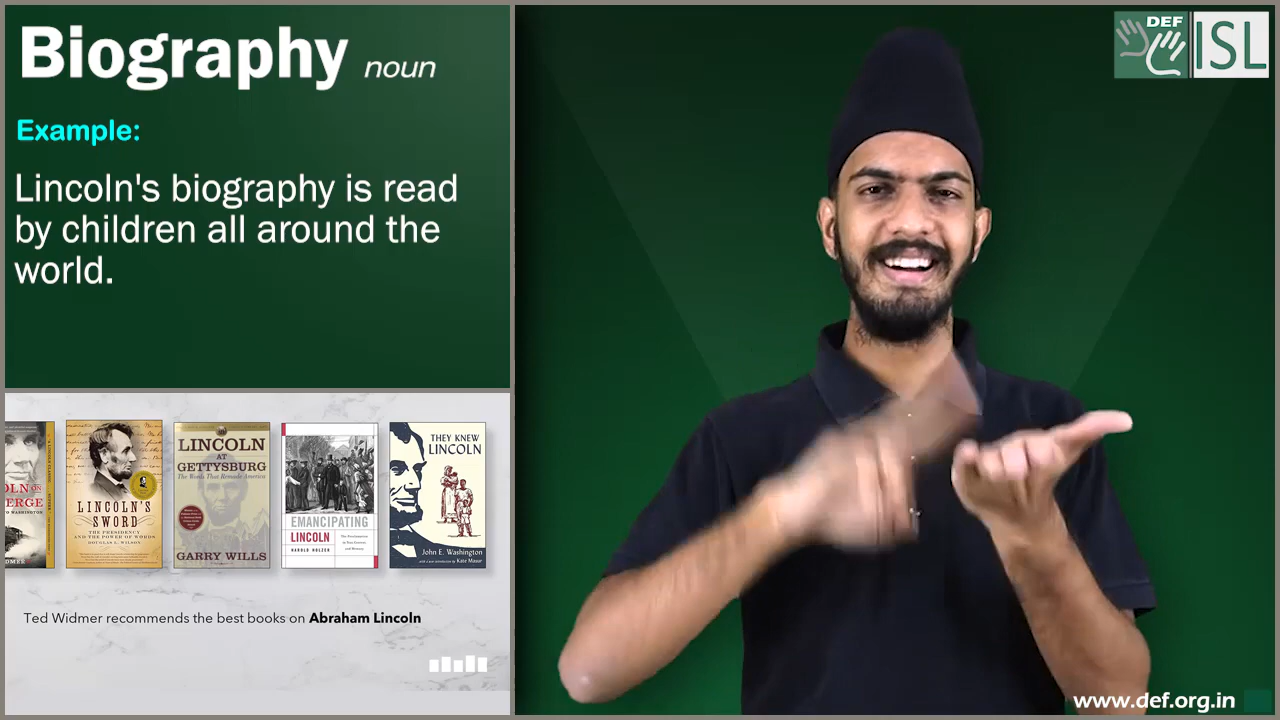 Biography noun
Example:
Lincoln's biography is read
by children all around the
world.
LINCOLN'S
SWORD
THE PRESIDENCY
AND THE POWER OF WORDS
DOUGLAS L. WILSON
LINCOLN
AT
GETTYSBURG
The Words That Remade America
GARRY WILLS
EMANCIPATING
LINCOLN
HAROLD HOLZER
THEY KNEW
LINCOLN
John E. Washington
Ted Widmer recommends the best books on Abraham Lincoln
DEF
ISL
www.def.org.in